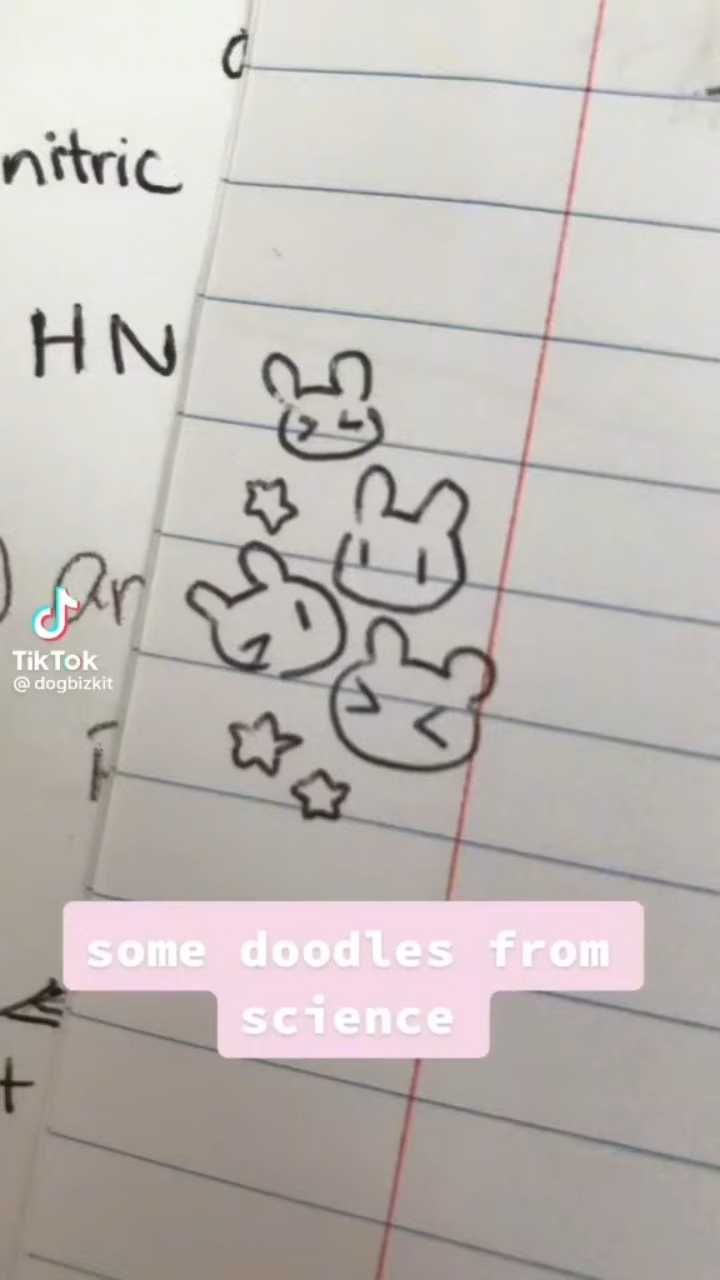 nitric
HN
TikTok
@dogbizkit
some doodles from
science